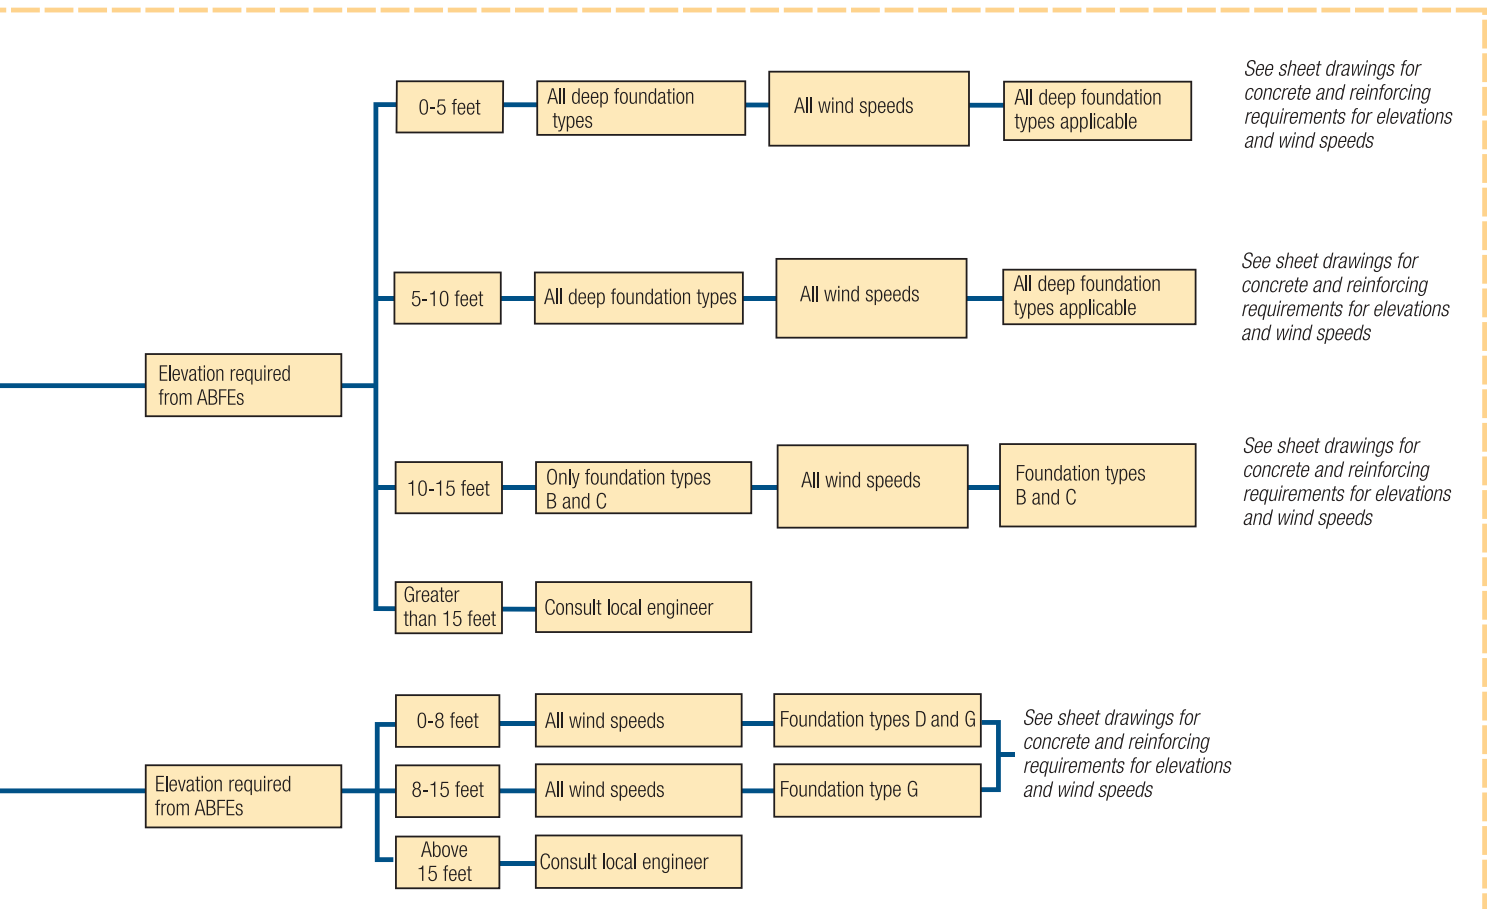 0-5 feet
All deep foundation
types
All wind speeds
All deep foundation
types applicable
See sheet drawings for
concrete and reinforcing
requirements for elevations
and wind speeds
5-10 feet
All deep foundation types
All wind speeds
All deep foundation
types applicable
See sheet drawings for
concrete and reinforcing
requirements for elevations
and wind speeds
Elevation required
from ABFEs
10-15 feet
Only foundation types
B and C
All wind speeds
Foundation types
B and C
See sheet drawings for
concrete and reinforcing
requirements for elevations
and wind speeds
Greater
than 15 feet
Consult local engineer
0-8 feet
All wind speeds
Foundation types D and G
See sheet drawings for
concrete and reinforcing
requirements for elevations
and wind speeds
Elevation required
from ABFEs
8-15 feet
All wind speeds
Foundation type G
Above
15 feet
Consult local engineer